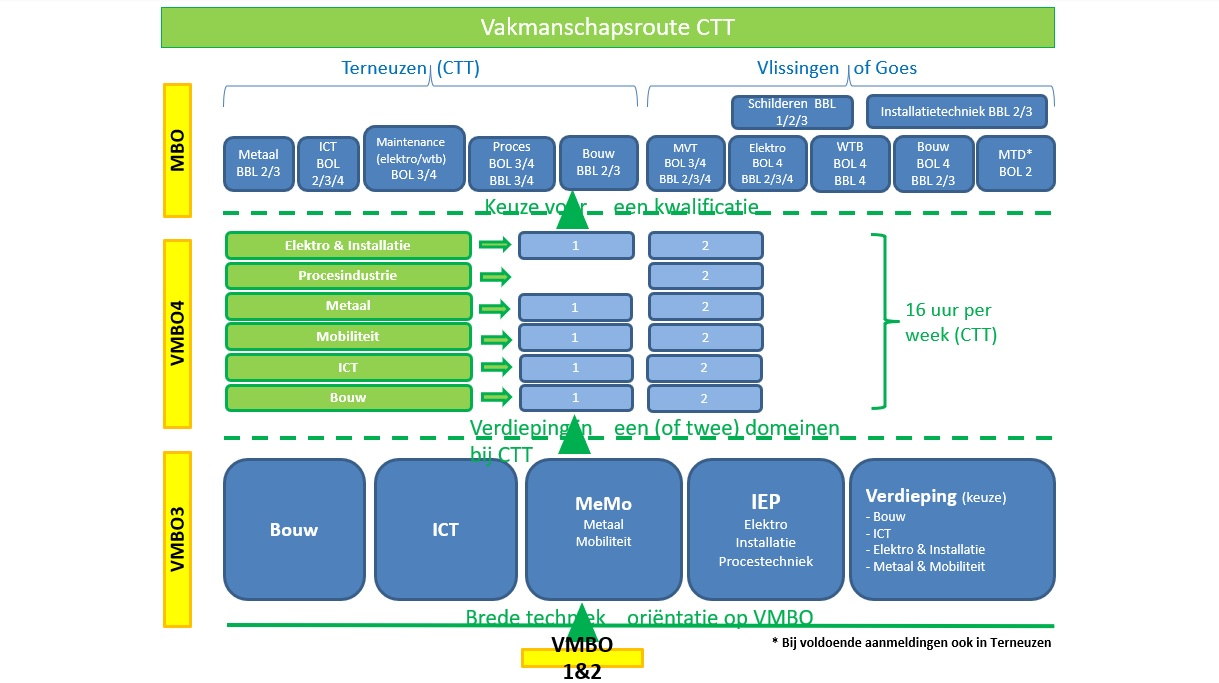 Vakmanschapsroute CTT
Terneuzen (CTT)
Vlissingen of Goes
MBO
Schilderen BBL
1/2/3
Installatietechniek BBL 2/3
Metaal
BBL 2/3
ICT
BOL
2/3/4
Maintenance
(elektro/wtb)
BOL 3/4
Proces
BOL 3/4
BBL 3/4
Bouw
BBL 2/3
MVT
BOL 3/4
BBL 2/3/4
Elektro
BOL 4
BBL 2/3/4
WTB
BOL 4
BBL 4
Bouw
BOL 4
BBL 2/3
MTD*
BOL 2
Keuze voor een kwalificatie
VMBO4
Elektro & Installatie
1
2
Procesindustrie
2
Metaal
1
2
Mobiliteit
1
2
ICT
1
2
Bouw
1
2
16 uur per
week (CTT)
Verdieping in een (of twee) domeinen
bij CTT
VMBO3
Bouw
ICT
MeMo
Metaal
Mobiliteit
IEP
Elektro
Installatie
Procestechniek
Verdieping (keuze)
- Bouw
- ICT
- Elektro & Installatie
- Metaal & Mobiliteit
Brede techniek oriëntatie op VMBO
VMBO
1&2
* Bij voldoende aanmeldingen ook in Terneuzen